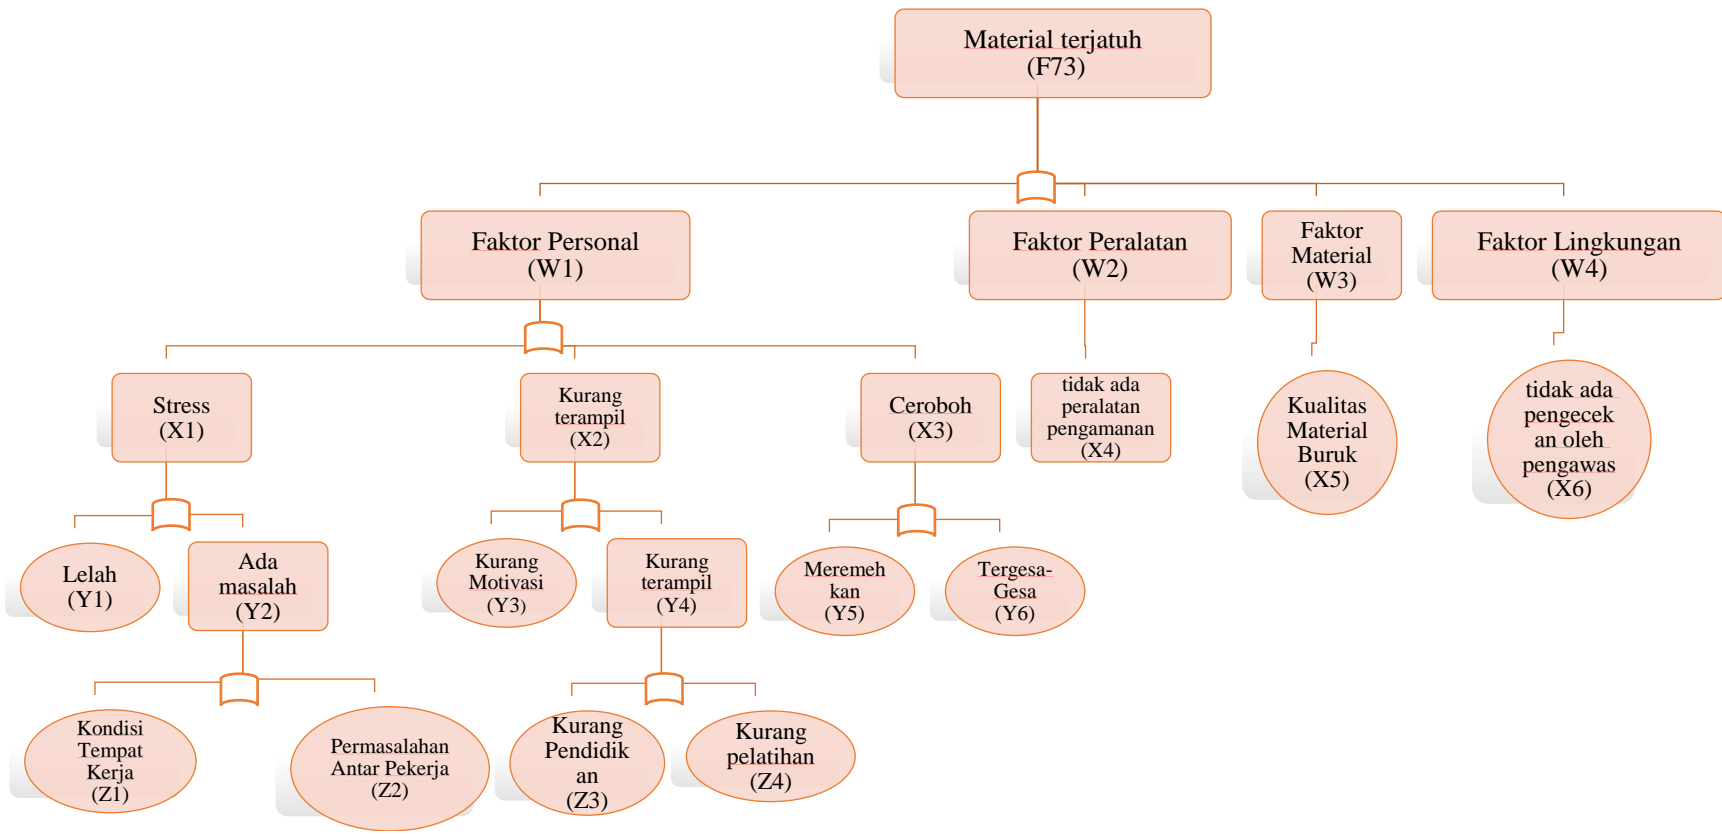 Material terjatuh
(F73)
Faktor Personal
(W1)
Faktor Peralatan
(W2)
Faktor
Material
(W3)
Faktor Lingkungan
(W4)
Stress
(X1)
Kurang
terampil
(X2)
Ceroboh
(X3)
tidak ada
peralatan
pengamanan
(X4)
Kualitas
Material
Buruk
(X5)
tidak ada
pengecek
an oleh
pengawas
(X6)
Lelah
(Y1)
Ada
masalah
(Y2)
Kurang
Motivasi
(Y3)
Kurang
terampil
(Y4)
Meremeh
kan
(Y5)
Tergesa-
Gesa
(Y6)
Kondisi
Tempat
Kerja
(Z1)
Permasalahan
Antar Pekerja
(Z2)
Kurang
Pendidik
an
(Z3)
Kurang
pelatihan
(Z4)